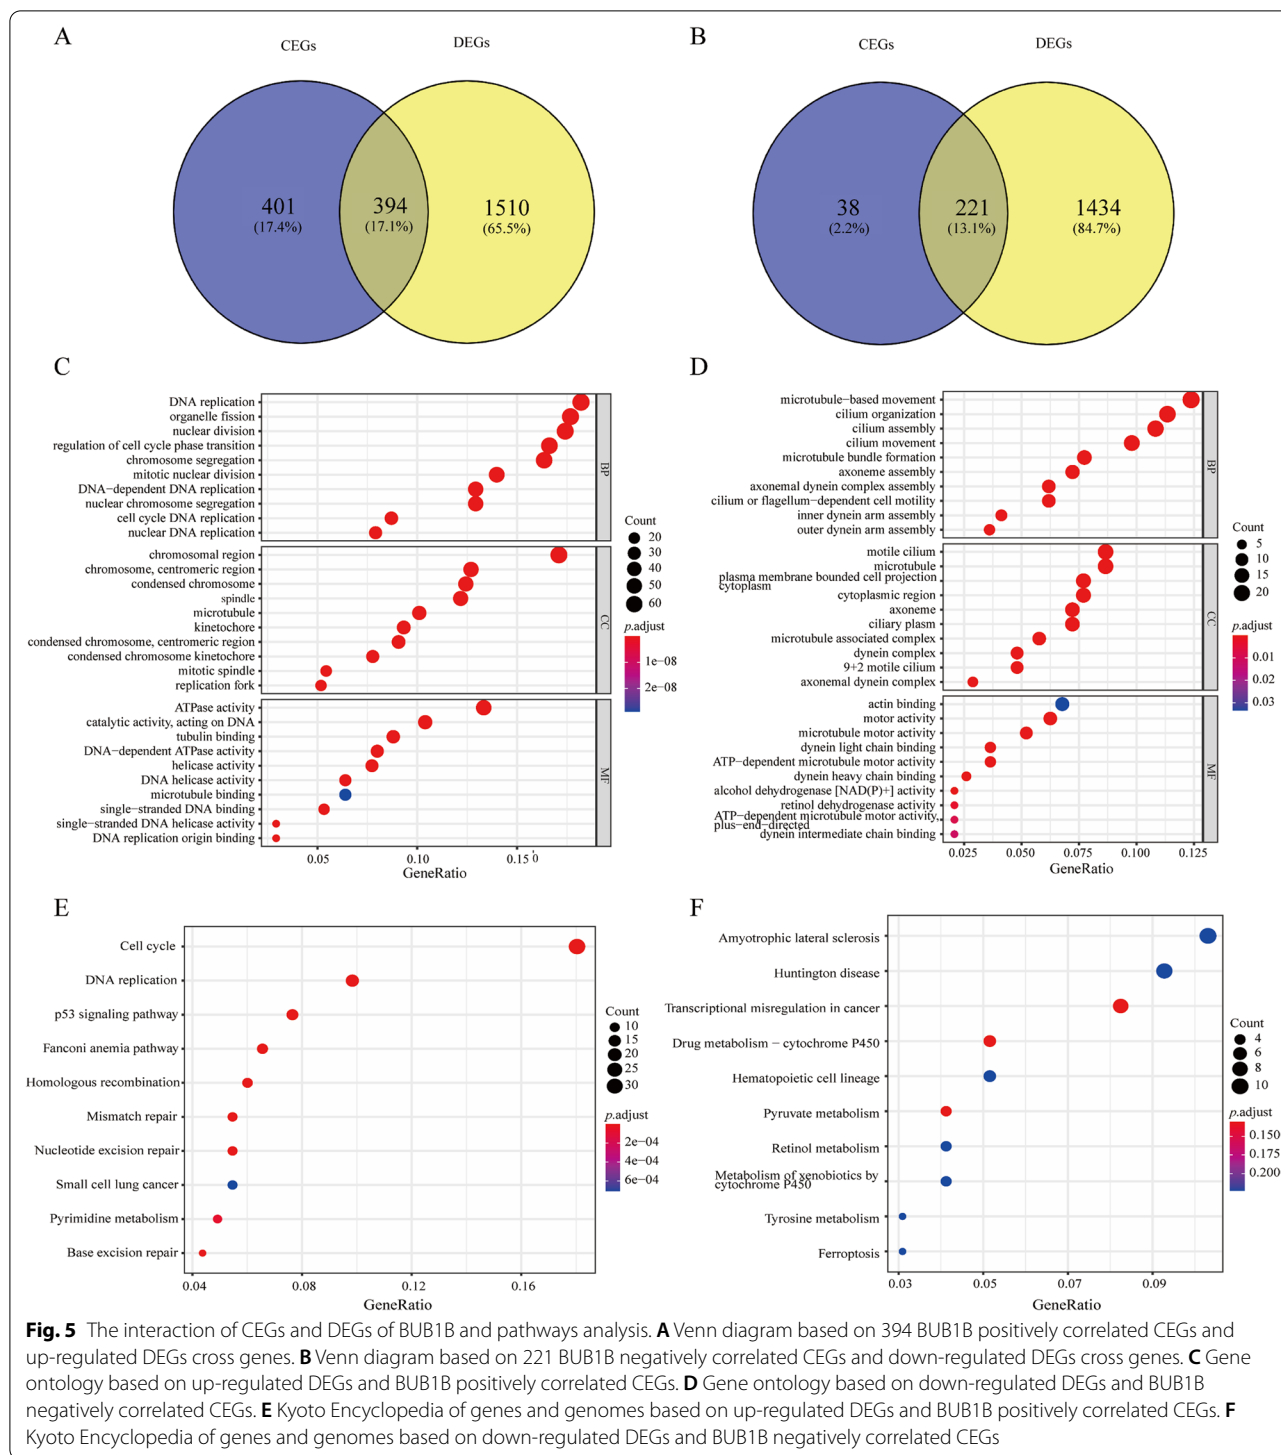 A
CEGs
DEGs
401
(17.4%)
394
(17.1%)
1510
(65.5%)
B
CEGs
DEGs
38
(2.2%)
221
(13.1%)
1434
(84.7%)
C
DNA replication
organelle fission
nuclear division
regulation of cell cycle phase transition
chromosome segregation
mitotic nuclear division
DNA−dependent DNA replication
nuclear chromosome segregation
cell cycle DNA replication
nuclear DNA replication
BP
chromosomal region
chromosome, centromeric region
condensed chromosome
spindle
microtubule
kinetochore
condensed chromosome, centromeric region
condensed chromosome kinetochore
mitotic spindle
replication fork
CC
ATPase activity
catalytic activity, acting on DNA
tubulin binding
DNA−dependent ATPase activity
helicase activity
DNA helicase activity
microtubule binding
single−stranded DNA binding
single−stranded DNA helicase activity
DNA replication origin binding
MF
0.05 0.10 0.15 0
GeneRatio
Count
20
30
40
50
60
p.adjust
1e−08
2e−08
D
microtubule−based movement
cilium organization
cilium assembly
cilium movement
microtubule bundle formation
axoneme assembly
axonemal dynein complex assembly
cilium or flagellum−dependent cell motility
inner dynein arm assembly
outer dynein arm assembly
BP
motile cilium
microtubule
plasma membrane bounded cell projection
cytoplasm
cytoplasmic region
axoneme
ciliary plasm
microtubule associated complex
dynein complex
9+2 motile cilium
axonemal dynein complex
CC
actin binding
motor activity
microtubule motor activity
dynein light chain binding
ATP−dependent microtubule motor activity
dynein heavy chain binding
alcohol dehydrogenase [NAD(P)+] activity
retinol dehydrogenase activity
ATP−dependent microtubule motor activity,
plus−end−directed
dynein intermediate chain binding
MF
0.025 0.050 0.075 0.100 0.125
GeneRatio
Count
5
10
15
20
p.adjust
0.01
0.02
0.03
E
Cell cycle
DNA replication
p53 signaling pathway
Fanconi anemia pathway
Homologous recombination
Mismatch repair
Nucleotide excision repair
Small cell lung cancer
Pyrimidine metabolism
Base excision repair
0.04 0.08 0.12 0.16
GeneRatio
Count
10
15
20
25
30
p.adjust
2e−04
4e−04
6e−04
F
Amyotrophic lateral sclerosis
Huntington disease
Transcriptional misregulation in cancer
Drug metabolism − cytochrome P450
Hematopoietic cell lineage
Pyruvate metabolism
Retinol metabolism
Metabolism of xenobiotics by
cytochrome P450
Tyrosine metabolism
Ferroptosis
0.03 0.05 0.07 0.09
GeneRatio
Count
4
6
8
10
p.adjust
0.150
0.175
0.200
Fig. 5 The interaction of CEGs and DEGs of BUB1B and pathways analysis. A Venn diagram based on 394 BUB1B positively correlated CEGs and
up-regulated DEGs cross genes. B Venn diagram based on 221 BUB1B negatively correlated CEGs and down-regulated DEGs cross genes. C Gene
ontology based on up-regulated DEGs and BUB1B positively correlated CEGs. D Gene ontology based on down-regulated DEGs and BUB1B
negatively correlated CEGs. E Kyoto Encyclopedia of genes and genomes based on up-regulated DEGs and BUB1B positively correlated CEGs. F
Kyoto Encyclopedia of genes and genomes based on down-regulated DEGs and BUB1B negatively correlated CEGs